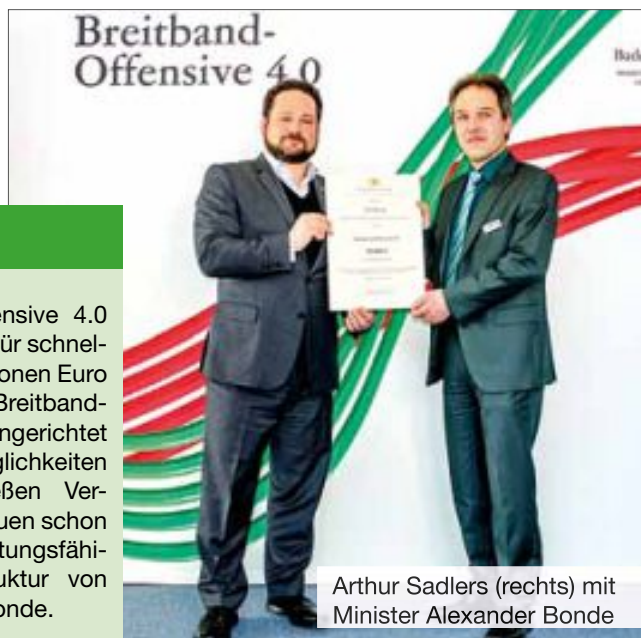 Breitband-
Offensive 4.0
ensive 4.0
ür schnel-
onen Euro
Breitband-
ngerichtet
glichkeiten
eßen Ver-
uen schon
tungsfähi-
uktur von
onde.
Arthur Sadlers (rechts) mit
Minister Alexander Bonde